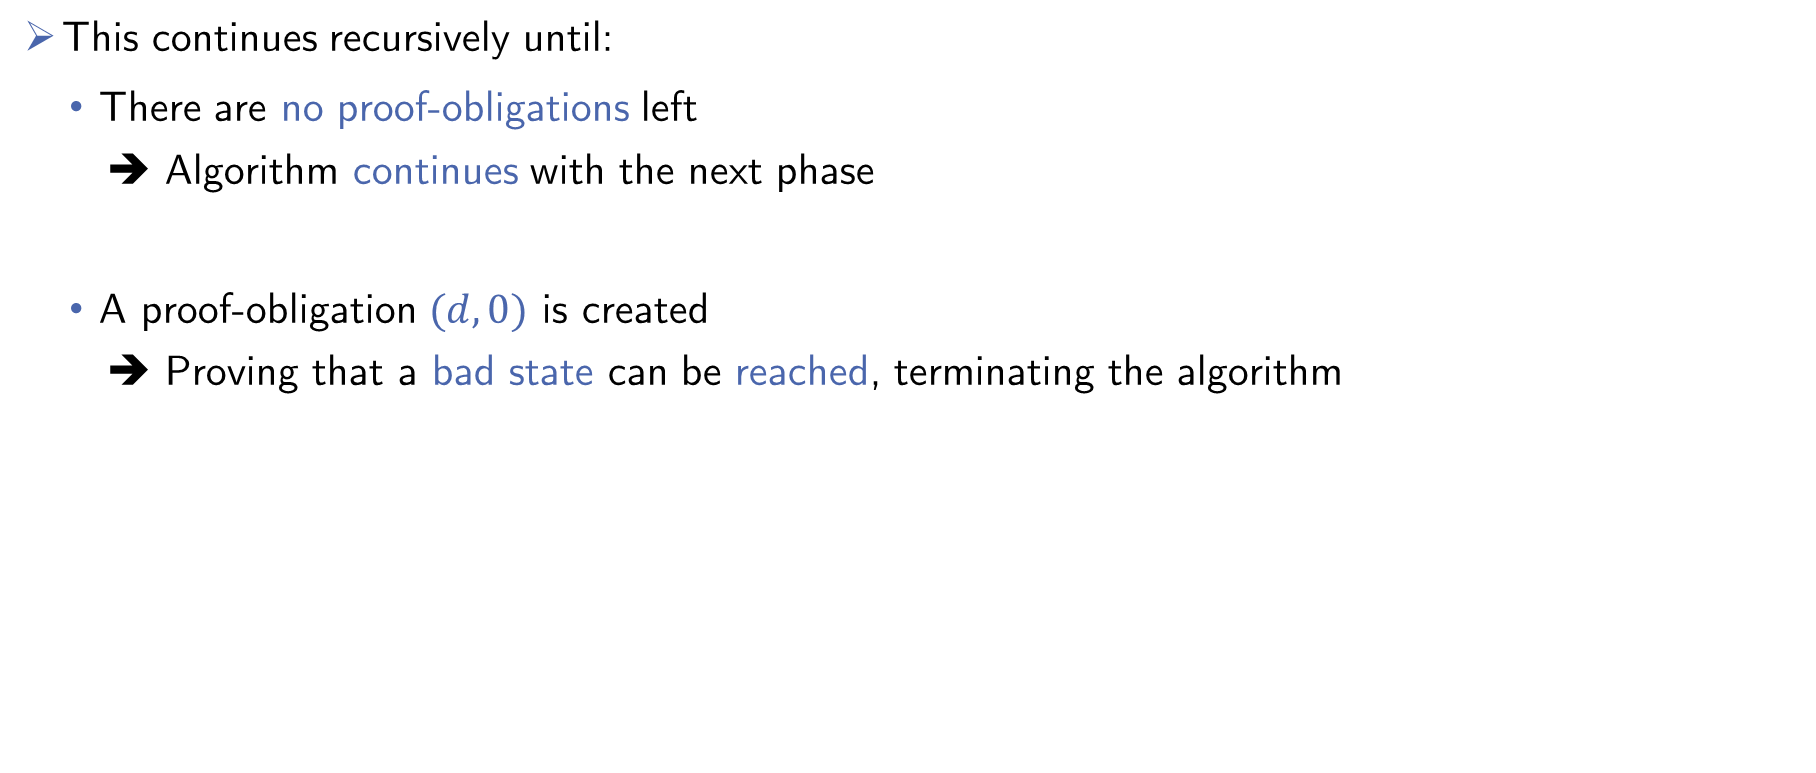 ➢ This continues recursively until:
• There are no proof-obligations left
➔ Algorithm continues with the next phase
• A proof-obligation (d, 0) is created
➔ Proving that a bad state can be reached, terminating the algorithm